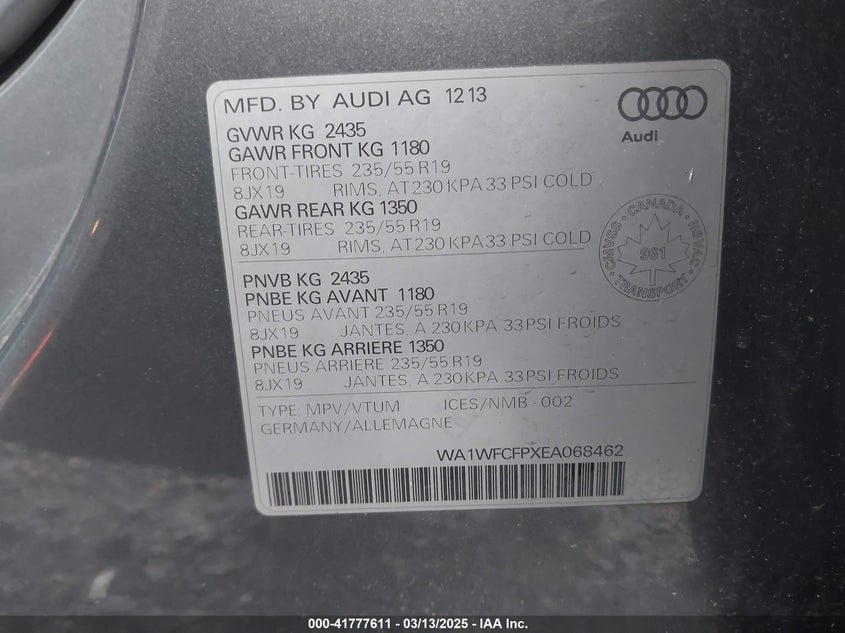 MFD. BY AUDI AG 12 13
Audi
GVWR KG 2435
GAWR FRONT KG 1180
FRONT-TIRES 235/55 R19
8JX19 RIMS, AT 230 KPA 33 PSI COLD
GAWR REAR KG 1350
REAR-TIRES 235/55 R19
8JX19 RIMS, AT 230 KPA 33 PSI COLD
CANADA
CMVSS NSVAC
961
TRANSPORT
PNVB KG 2435
PNBE KG AVANT 1180
PNEUS AVANT 235/55 R19
8JX19 JANTES, A 230 KPA 33 PSI FROIDS
PNBE KG ARRIERE 1350
PNEUS ARRIERE 235/55 R19
8JX19 JANTES, A 230 KPA 33 PSI FROIDS
TYPE: MPV/VTUM ICES/NMB - 002
GERMANY/ALLEMAGNE
WA1WFCFPXEA068462
000-41777611 - 03/13/2025 - IAAI.com